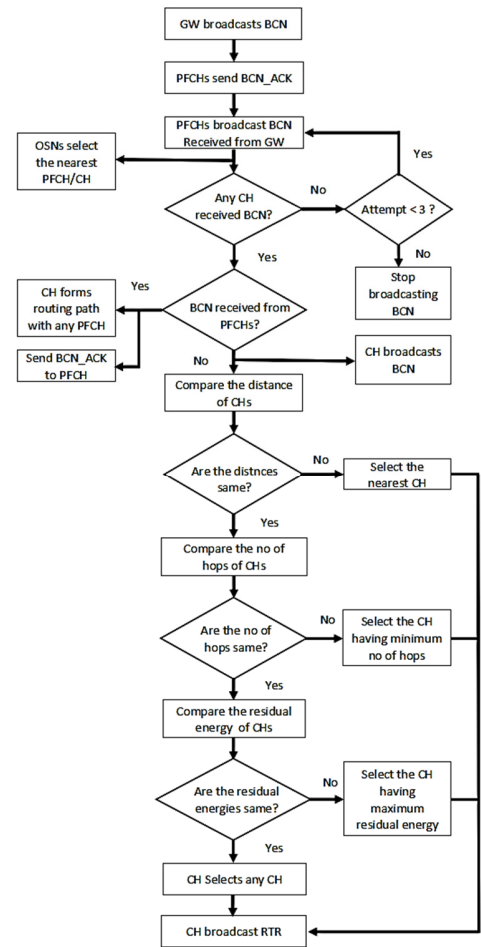 GW broadcasts BCN
PFCHs send BCN_ACK
PFCHs broadcast BCN
Received from GW
OSNs select
the nearest
PFCH/CH
Yes
Any CH
received BCN?
No
Attempt < 3 ?
Yes
No
Stop
broadcasting
BCN
CH forms
routing path
with any PFCH
Yes
BCN received from
PFCHs?
Send BCN_ACK
to PFCH
No
CH broadcasts
BCN
Compare the distance
of CHs
Are the distnces
same?
No
Select the
nearest CH
Yes
Compare the no of
hops of CHs
Are the no of
hops same?
No
Select the CH
having minimum
no of hops
Yes
Compare the residual
energy of CHs
Are the residual
energies same?
No
Select the CH
having
maximum
residual energy
Yes
CH Selects any CH
CH broadcast RTR